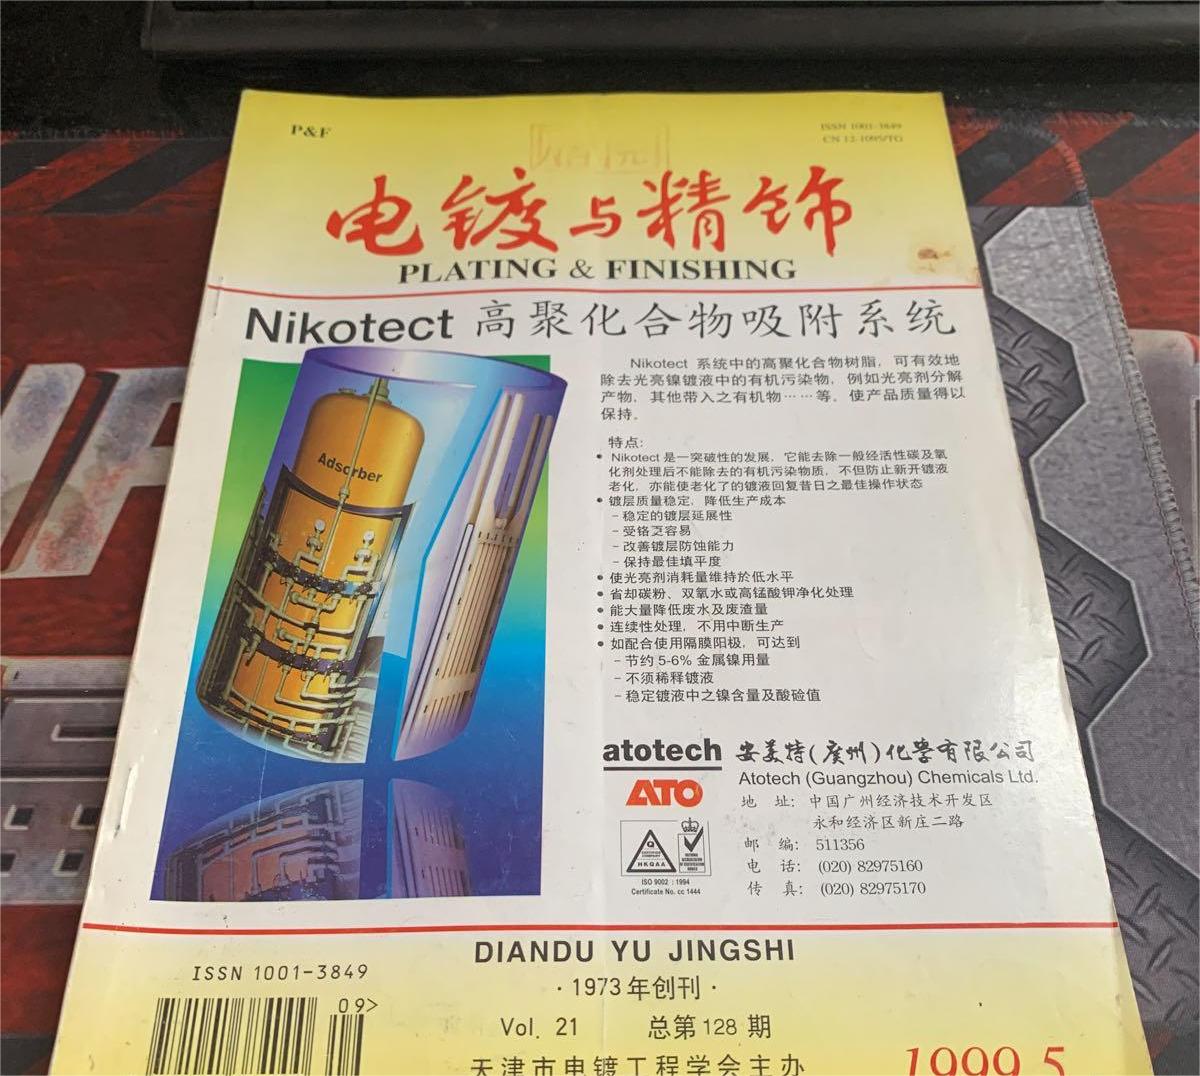 P&F
ISSN 1001-3849
CN 12-1095/TG
电镀与精饰
PLATING & FINISHING
Nikotect 高聚化合物吸附系统
Adsorber
Nikotect 系统中的高聚化合物树脂，可有效地
除去光亮镍镀液中的有机污染物，例如光亮剂分解
产物，其他带入之有机物……等。使产品质量得以
保持。
特点：
• Nikotect 是一突破性的发展，它能去除一般经活性碳及氧
化剂处理后不能除去的有机污染物质，不但防止新开镀液
老化，亦能使老化了的镀液回复昔日之最佳操作状态
• 镀层质量稳定，降低生产成本
- 稳定的镀层延展性
- 受铬至容易
- 改善镀层防蚀能力
- 保持最佳填平度
• 使光亮剂消耗量维持於低水平
• 省却碳粉、双氧水或高锰酸钾净化处理
• 能大量降低废水及废渣量
• 连续性处理，不用中断生产
• 如配合使用隔膜阳极，可达到
- 节约 5-6% 金属镍用量
- 不须稀释镀液
- 稳定镀液中之镍含量及酸硷值
atotech 安美特(广州)化学有限公司
ATO
Atotech (Guangzhou) Chemicals Ltd.
地 址： 中国广州经济技术开发区
永和经济区新庄二路
邮 编： 511356
电 话： (020) 82975160
传 真： (020) 82975170
Q
HKQAA
ISO 9002 : 1994
Certificate No. cc 1444
DIANDU YU JINGSHI
ISSN 1001-3849
09>
·1973年创刊·
Vol. 21 总第128期
天津市电镀工程学会主办
1999.5